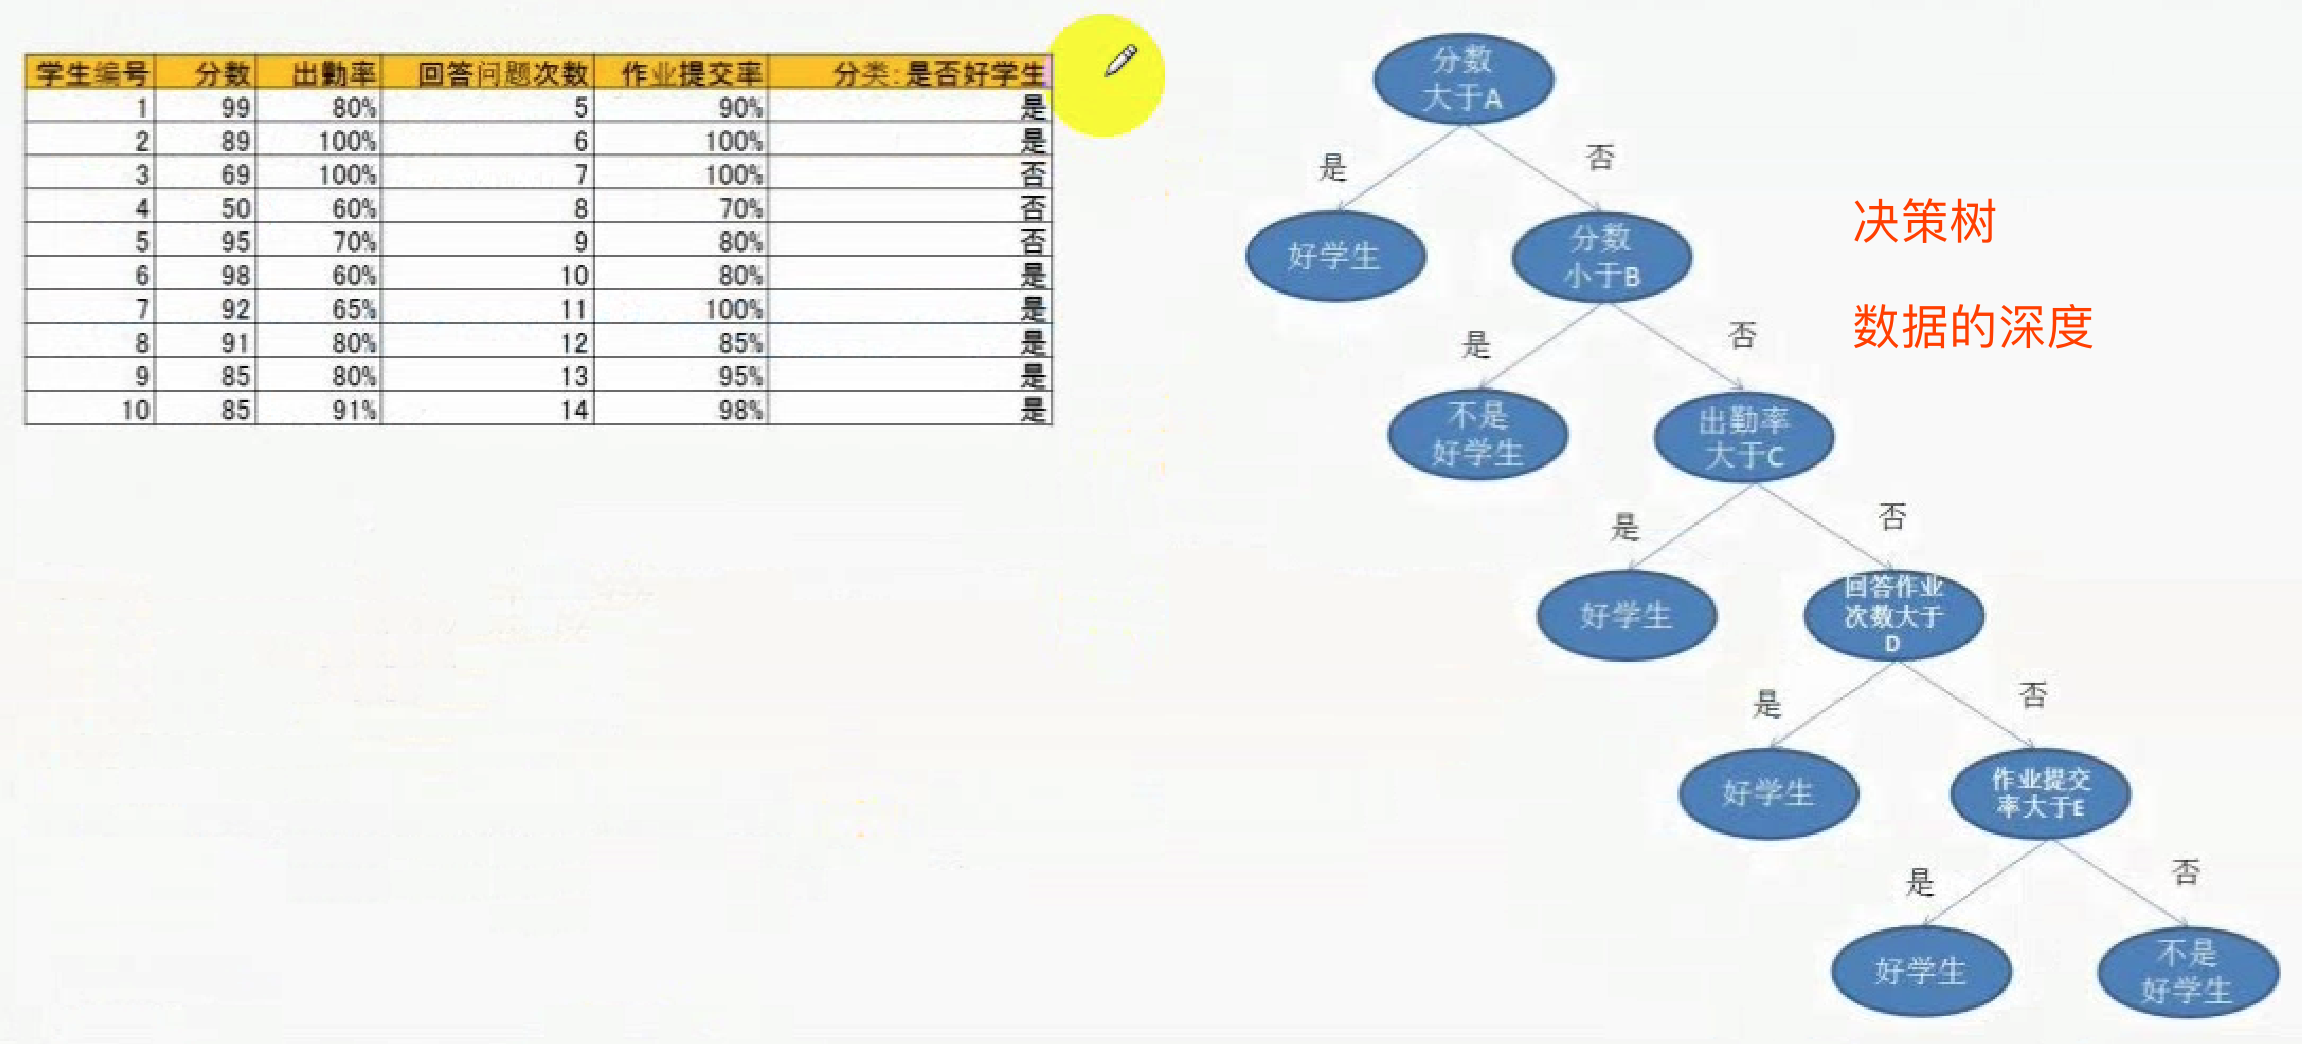 学生编号 分数 出勤率 回答问题次数 作业提交率 分类:是否好学生
1 99 80% 5 90% 是
2 89 100% 6 100% 是
3 69 100% 7 100% 否
4 50 60% 8 70% 否
5 95 70% 9 80% 否
6 98 60% 10 80% 是
7 92 65% 11 100% 是
8 91 80% 12 85% 是
9 85 80% 13 95% 是
10 85 91% 14 98% 是
分数
大于A
是
否
好学生
分数
小于B
是
否
不是
好学生
出勤率
大于C
是
否
好学生
回答作业
次数大于
D
是
否
好学生
作业提交
率大于E
是
否
好学生
不是
好学生
决策树
数据的深度